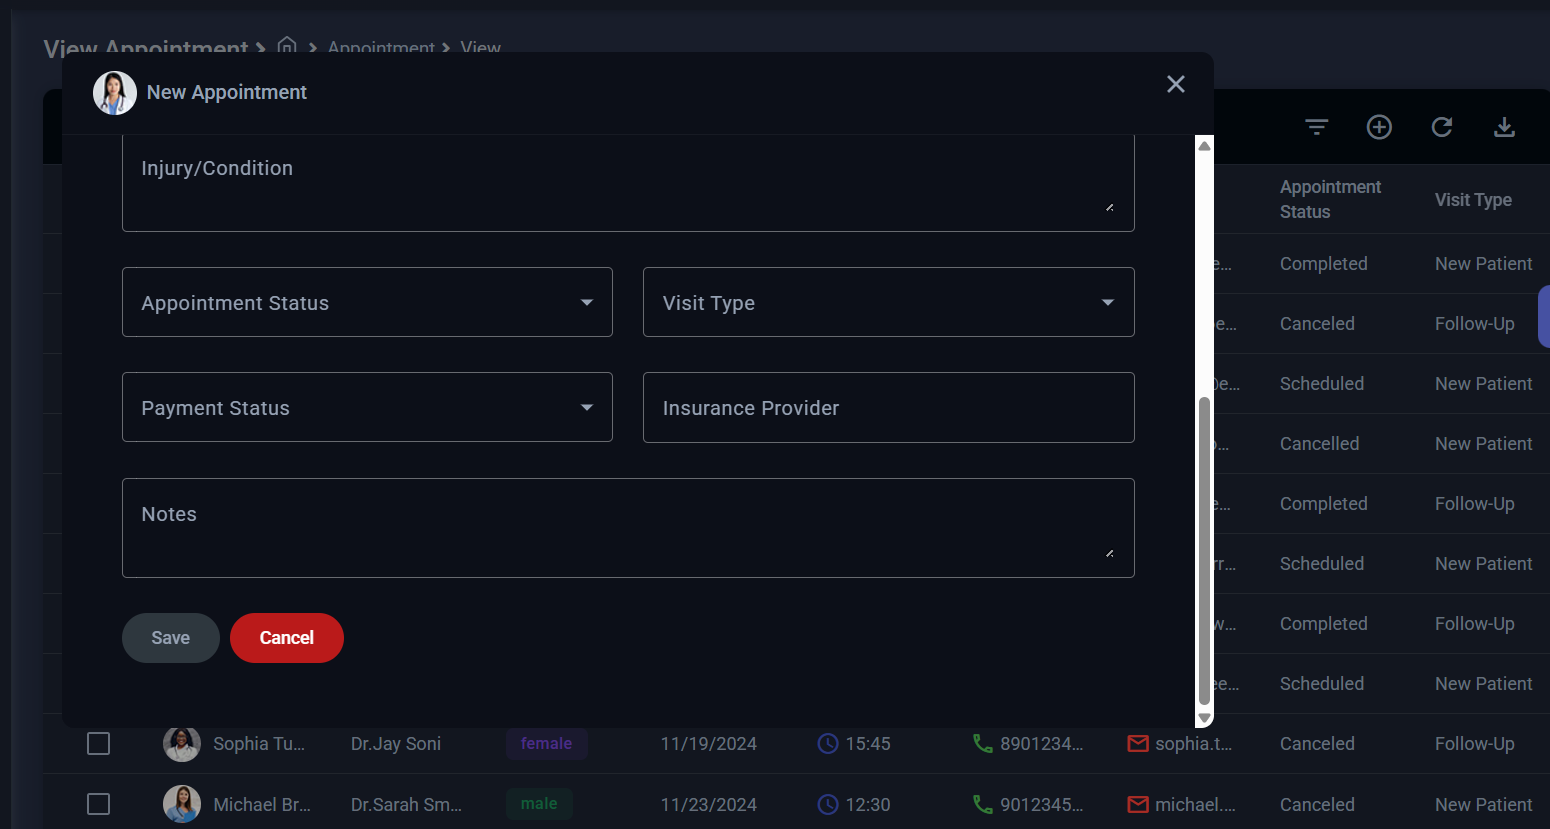 View Appointment
Appointment
View
New Appointment
Injury/Condition
Appointment Status
Visit Type
Payment Status
Insurance Provider
Notes
Save
Cancel
Appointment
Status
Visit Type
e...
Completed
New Patient
e...
Canceled
Follow-Up
e...
Scheduled
New Patient
...
Cancelled
New Patient
e...
Completed
Follow-Up
r...
Scheduled
New Patient
w...
Completed
Follow-Up
ee...
Scheduled
New Patient
Sophia Tu...
Dr.Jay Soni
female
11/19/2024
15:45
8901234...
sophia.t...
Canceled
Follow-Up
Michael Br...
Dr.Sarah Sm...
male
11/23/2024
12:30
9012345...
michael....
Canceled
New Patient